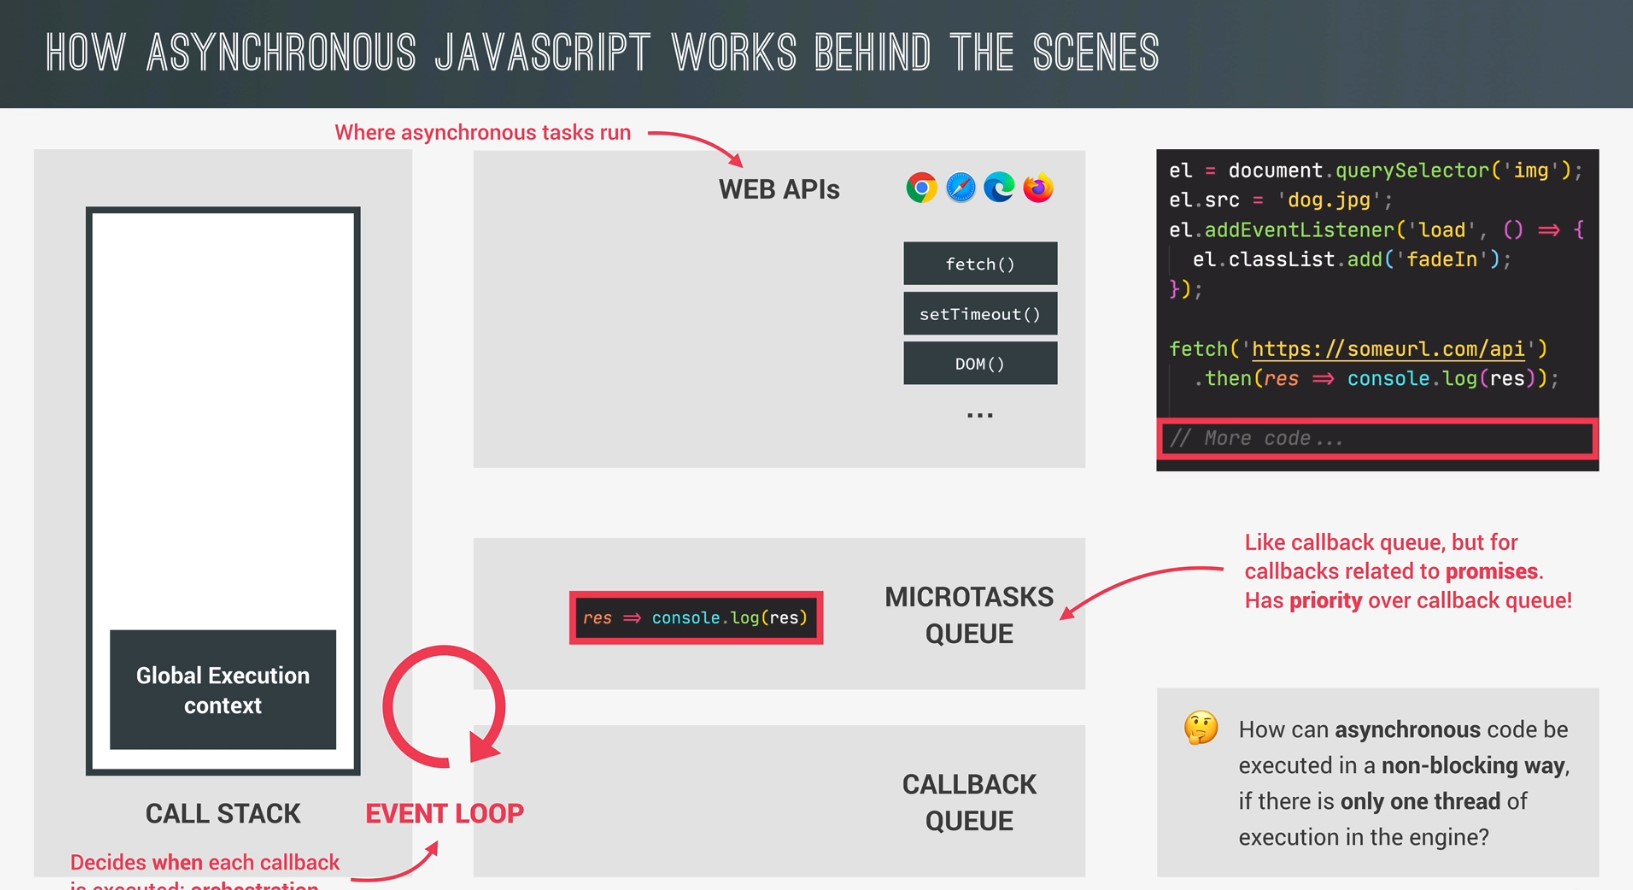 HOW ASYNCHRONOUS JAVASCRIPT WORKS BEHIND THE SCENES
Where asynchronous tasks run
WEB APIs
fetch()
setTimeout()
DOM()
...
el = document.querySelector('img');
el.src = 'dog.jpg';
el.addEventListener('load', () => {
el.classList.add('fadeIn');
});
fetch('https://someurl.com/api')
.then(res => console.log(res));
// More code...
Like callback queue, but for
callbacks related to promises.
Has priority over callback queue!
MICROTASKS
QUEUE
res => console.log(res)
Global Execution
context
CALL STACK
EVENT LOOP
Decides when each callback
is executed: orchestration
CALLBACK
QUEUE
How can asynchronous code be
executed in a non-blocking way,
if there is only one thread of
execution in the engine?